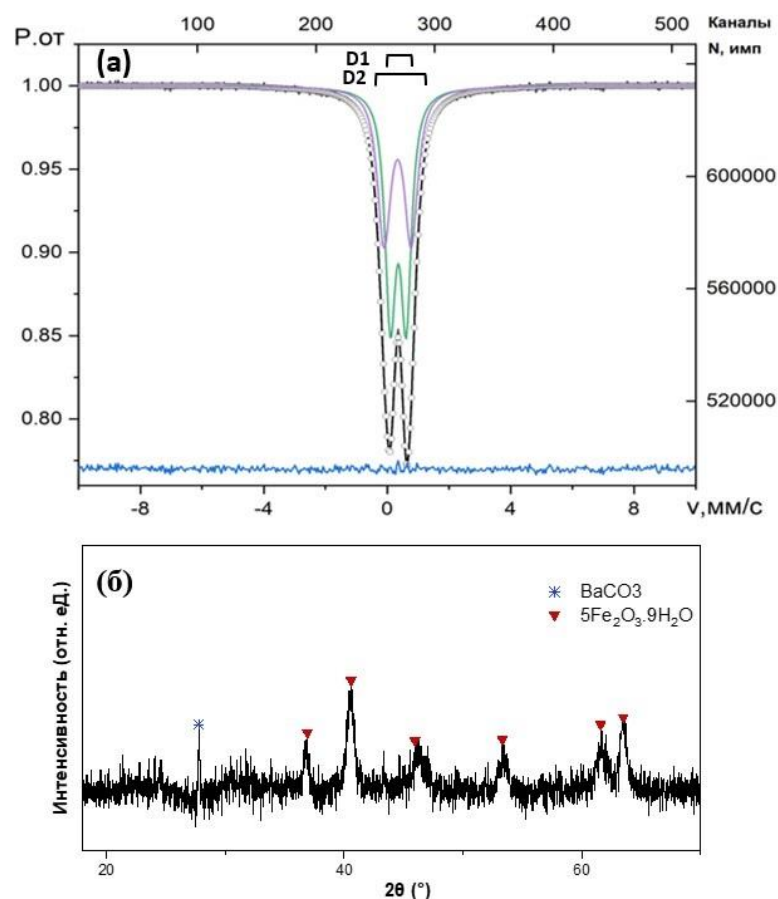 0 100 200 300 400 500 Каналы
Р.от
(а)
D1
D2
N, имп
1.00
0.95
0.90
0.85
0.80
600000
560000
520000
-8 -4 0 4 8 v,мм/с
(б)
BaCO3
5Fe₂O₃.9H₂O
Интенсивность (отн. еД.)
20 40 60
2θ (°)